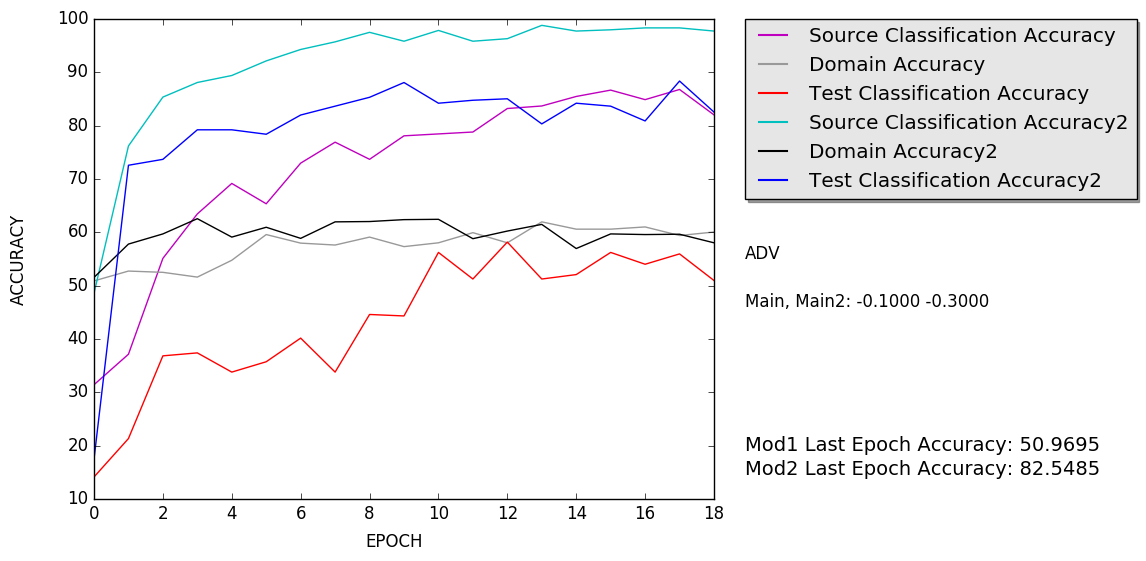 100
90
80
70
60
50
40
30
20
10
0 2 4 6 8 10 12 14 16 18
ACCURACY
EPOCH
Source Classification Accuracy
Domain Accuracy
Test Classification Accuracy
Source Classification Accuracy2
Domain Accuracy2
Test Classification Accuracy2
ADV
Main, Main2: -0.1000 -0.3000
Mod1 Last Epoch Accuracy: 50.9695
Mod2 Last Epoch Accuracy: 82.5485